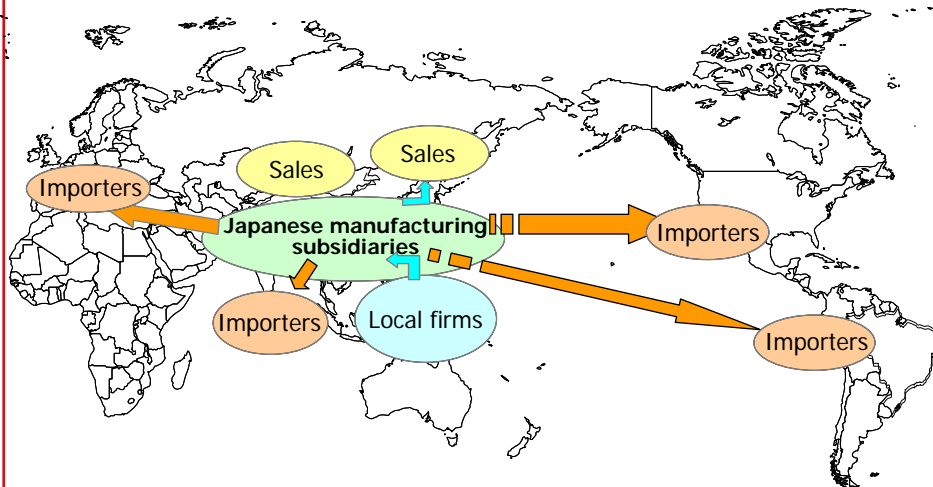 Sales
Sales
Importers
Japanese manufacturing
subsidiaries
Importers
Importers
Local firms
Importers